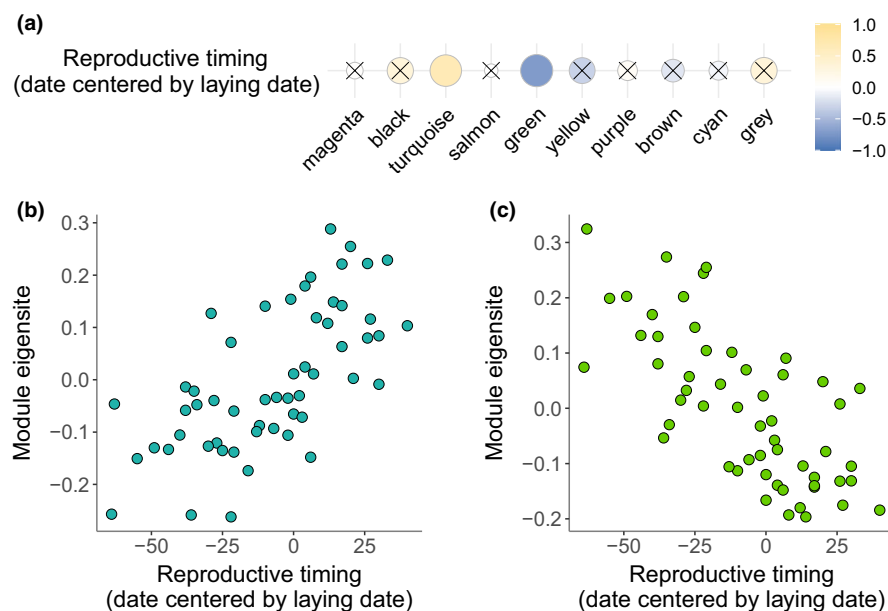 (a)
Reproductive timing
(date centered by laying date)
magenta
black
turquoise
salmon
green
yellow
purple
brown
cyan
grey
1.0
0.5
0.0
−0.5
−1.0
(b)
0.3
0.2
0.1
0.0
−0.1
−0.2
Module eigensite
−50
−25
0
25
Reproductive timing
(date centered by laying date)
(c)
0.3
0.2
0.1
0.0
−0.1
−0.2
Module eigensite
−50
−25
0
25
Reproductive timing
(date centered by laying date)